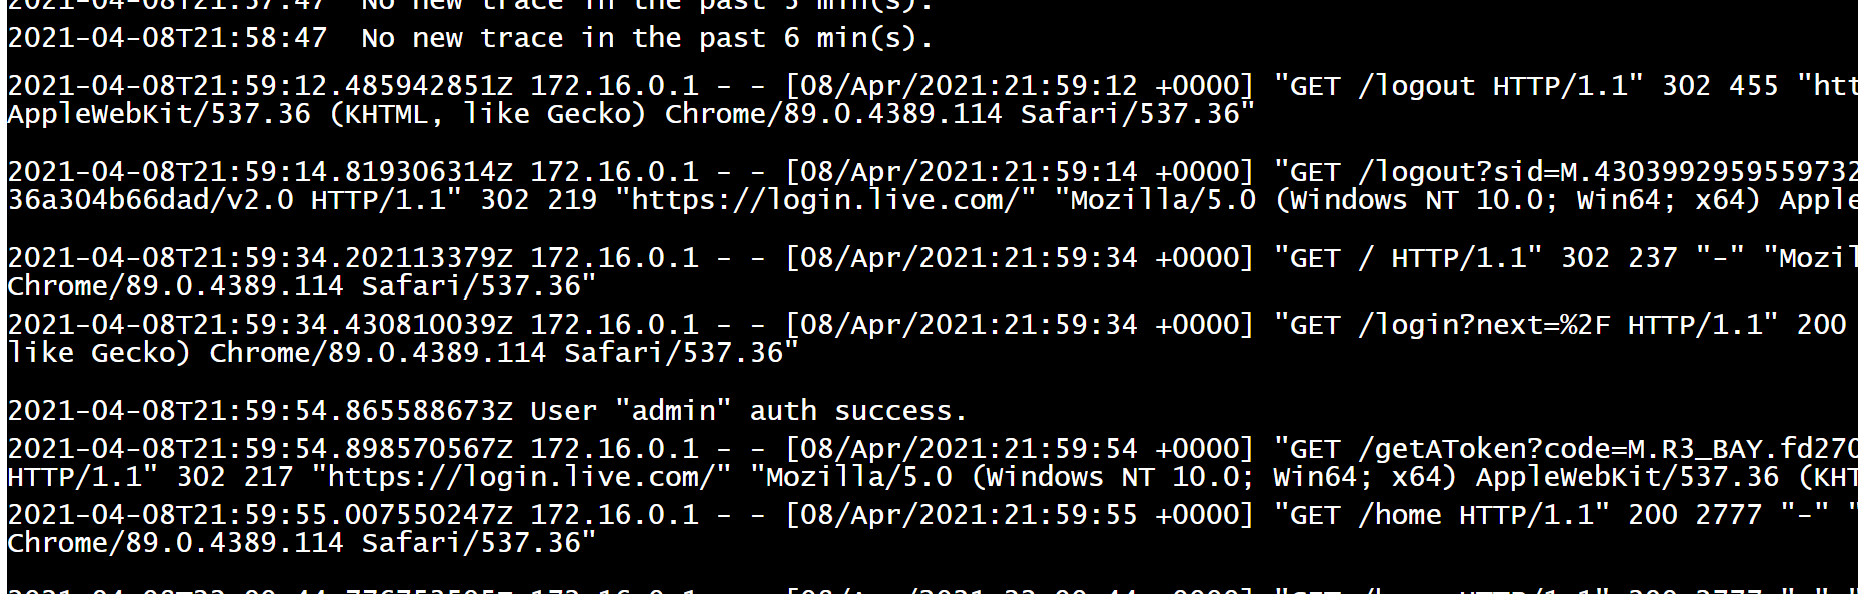 2021-04-08T21:57:47  No new trace in the past 5 min(s).
2021-04-08T21:58:47  No new trace in the past 6 min(s).
2021-04-08T21:59:12.485942851Z 172.16.0.1 - - [08/Apr/2021:21:59:12 +0000] "GET /logout HTTP/1.1" 302 455 "htt
AppleWebKit/537.36 (KHTML, like Gecko) Chrome/89.0.4389.114 Safari/537.36"
2021-04-08T21:59:14.819306314Z 172.16.0.1 - - [08/Apr/2021:21:59:14 +0000] "GET /logout?sid=M.4303992959559732
36a304b66dad/v2.0 HTTP/1.1" 302 219 "https://login.live.com/" "Mozilla/5.0 (Windows NT 10.0; Win64; x64) Apple
2021-04-08T21:59:34.202113379Z 172.16.0.1 - - [08/Apr/2021:21:59:34 +0000] "GET / HTTP/1.1" 302 237 "-" "Mozil
Chrome/89.0.4389.114 Safari/537.36"
2021-04-08T21:59:34.430810039Z 172.16.0.1 - - [08/Apr/2021:21:59:34 +0000] "GET /login?next=%2F HTTP/1.1" 200
like Gecko) Chrome/89.0.4389.114 Safari/537.36"
2021-04-08T21:59:54.865588673Z User "admin" auth success.
2021-04-08T21:59:54.898570567Z 172.16.0.1 - - [08/Apr/2021:21:59:54 +0000] "GET /getAToken?code=M.R3_BAY.fd270
HTTP/1.1" 302 217 "https://login.live.com/" "Mozilla/5.0 (Windows NT 10.0; Win64; x64) AppleWebKit/537.36 (KHT
2021-04-08T21:59:55.007550247Z 172.16.0.1 - - [08/Apr/2021:21:59:55 +0000] "GET /home HTTP/1.1" 200 2777 "-" "
Chrome/89.0.4389.114 Safari/537.36"